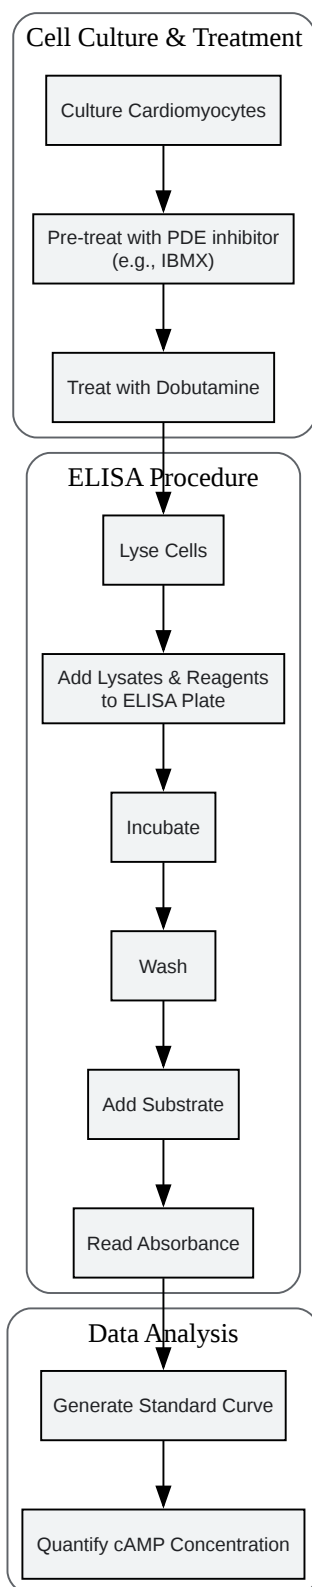 Cell Culture & Treatment
Culture Cardiomyocytes
Pre-treat with PDE inhibitor
(e.g., IBMX)
Treat with Dobutamine
ELISA Procedure
Lyse Cells
Add Lysates & Reagents
to ELISA Plate
Incubate
Wash
Add Substrate
Read Absorbance
Data Analysis
Generate Standard Curve
Quantify cAMP Concentration